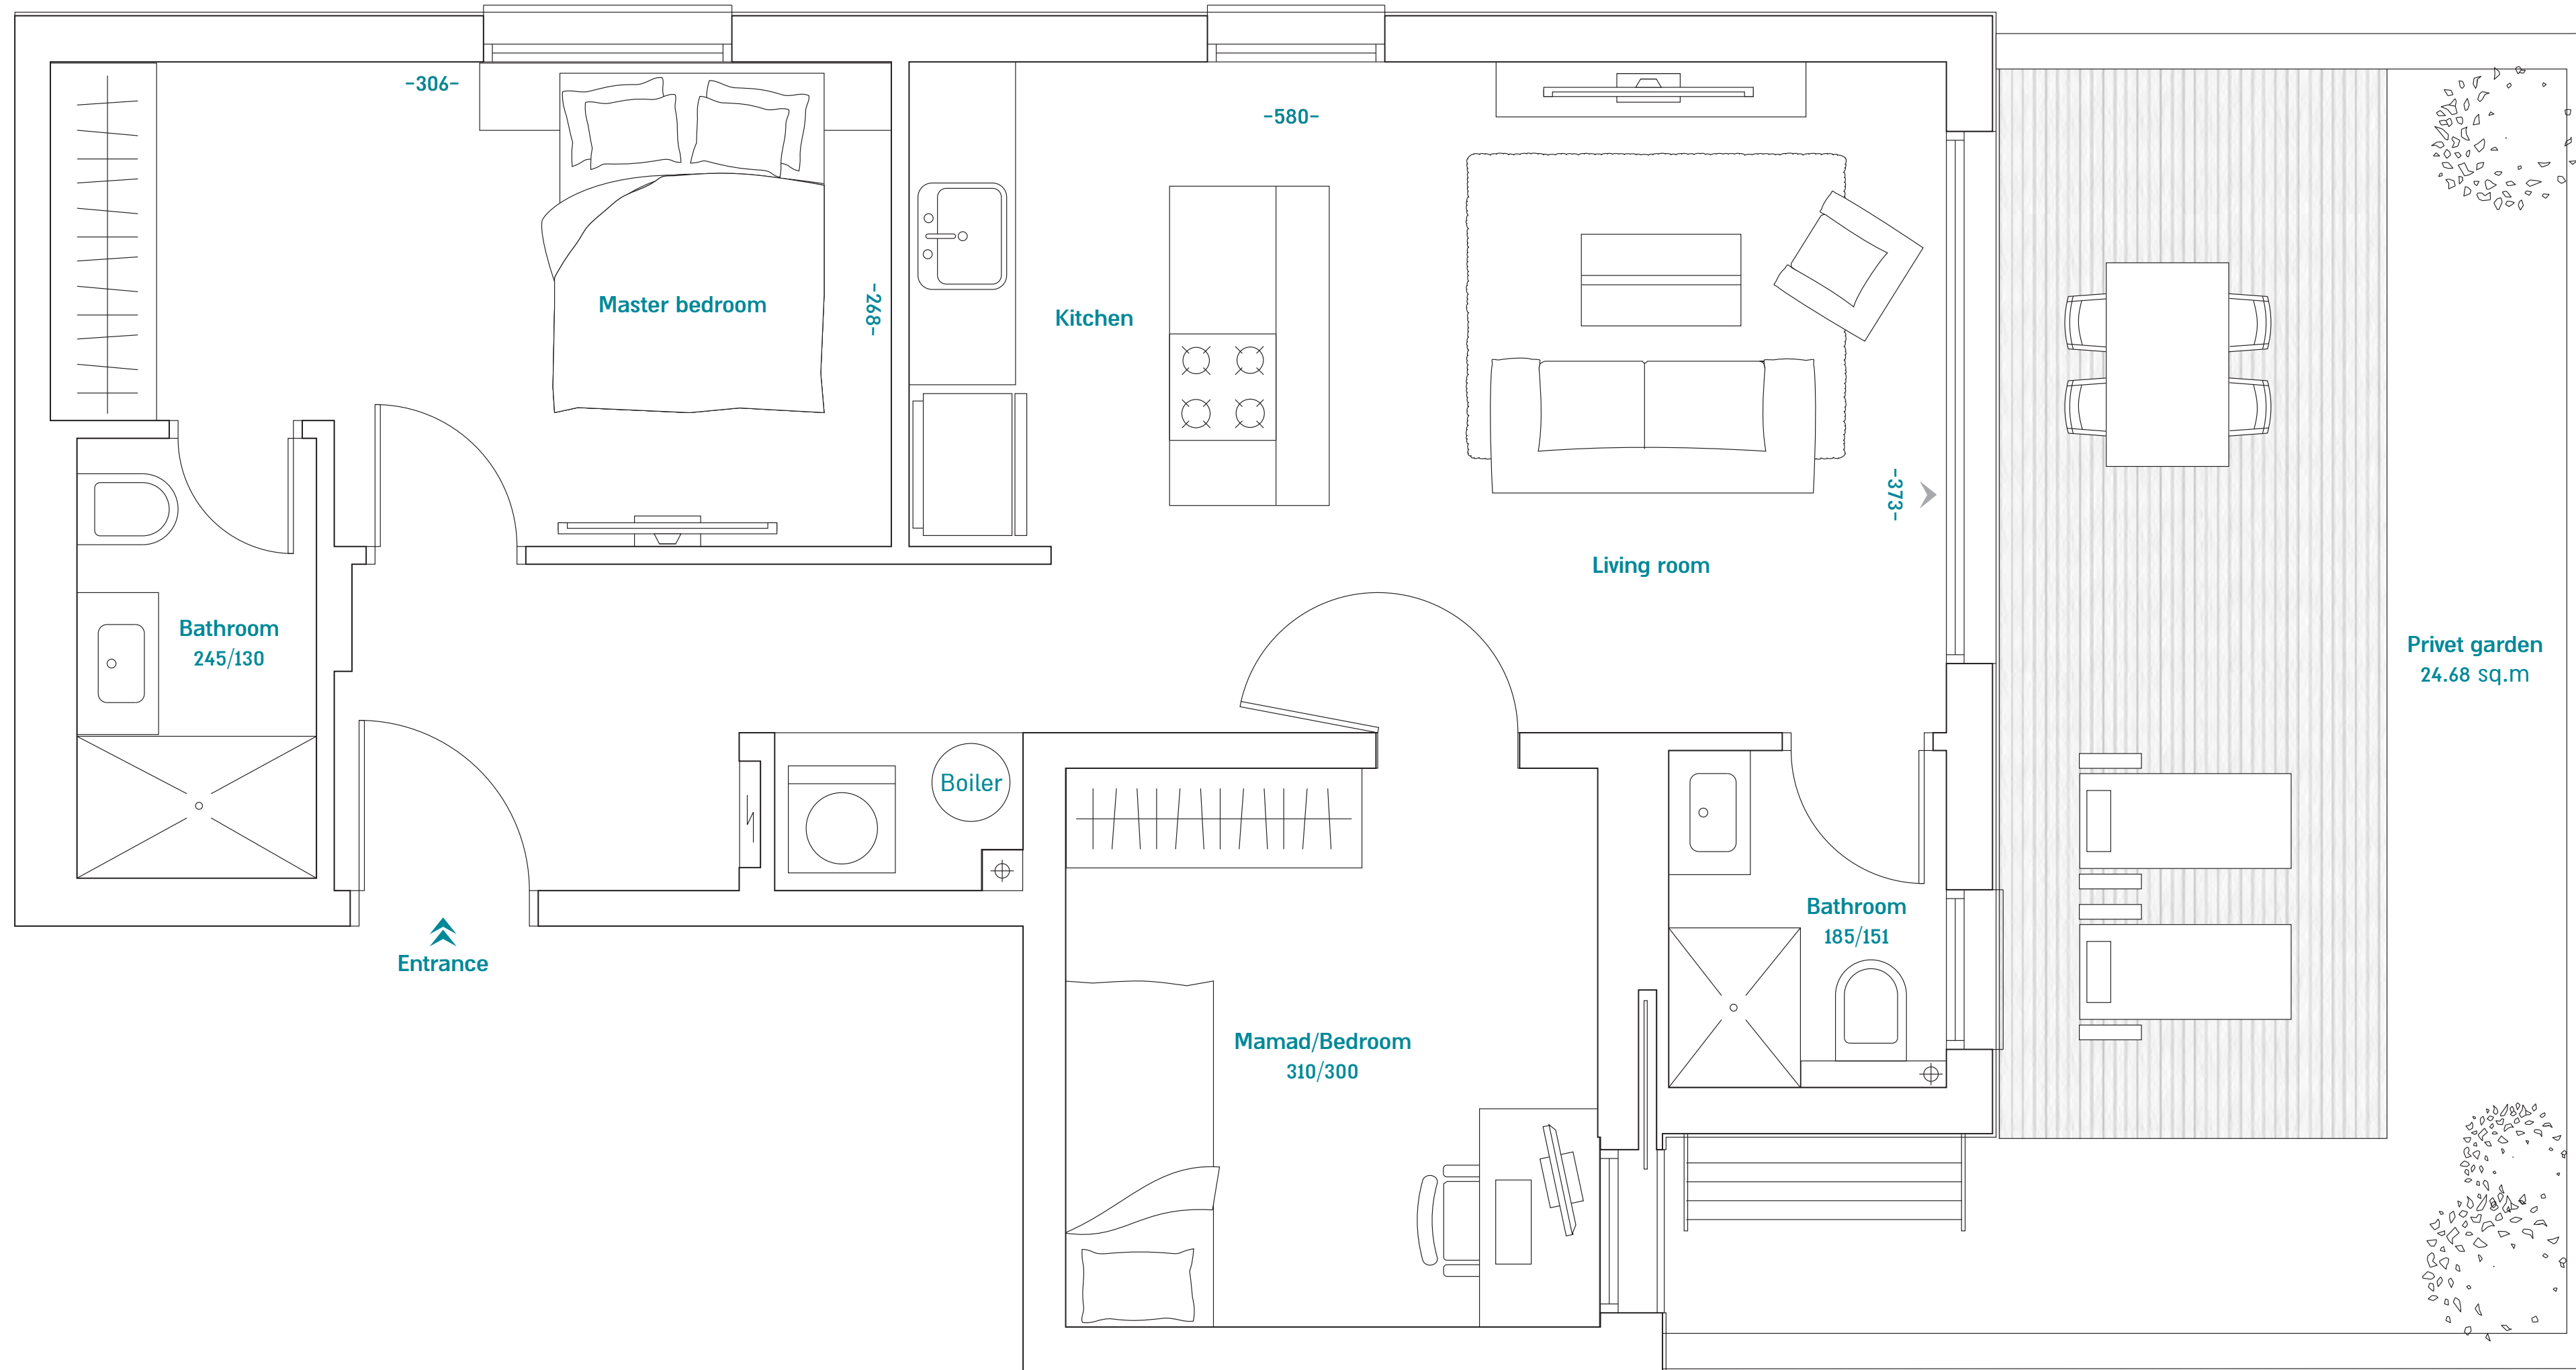 -306-
-580-
Master bedroom
-268-
Kitchen
-373-
Living room
Bathroom
245/130
Privet garden
24.68 sq.m
Boiler
Bathroom
185/151
Entrance
Mamad/Bedroom
310/300